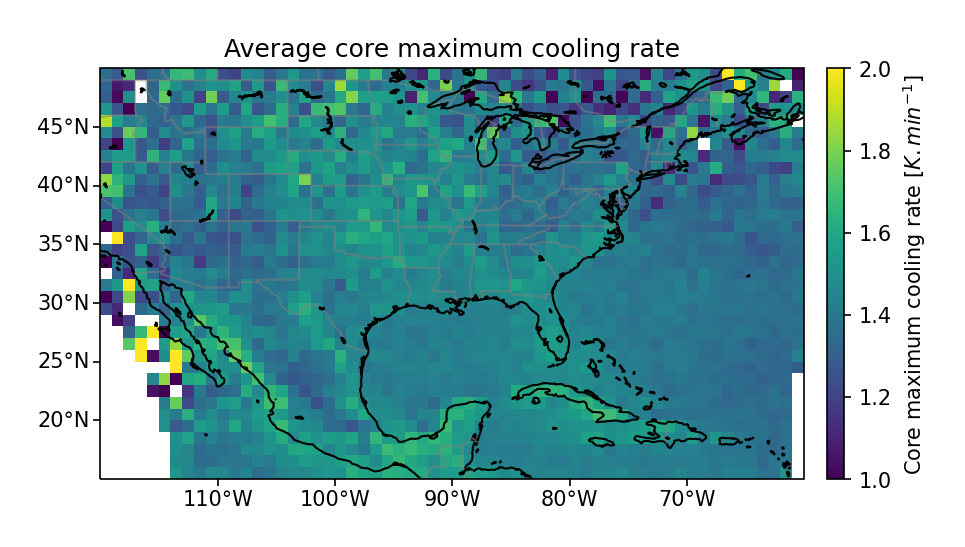 Average core maximum cooling rate
45°N
40°N
35°N
30°N
25°N
20°N
110°W
100°W
90°W
80°W
70°W
2.0
1.8
1.6
1.4
1.2
1.0
Core maximum cooling rate [K. min⁻¹]